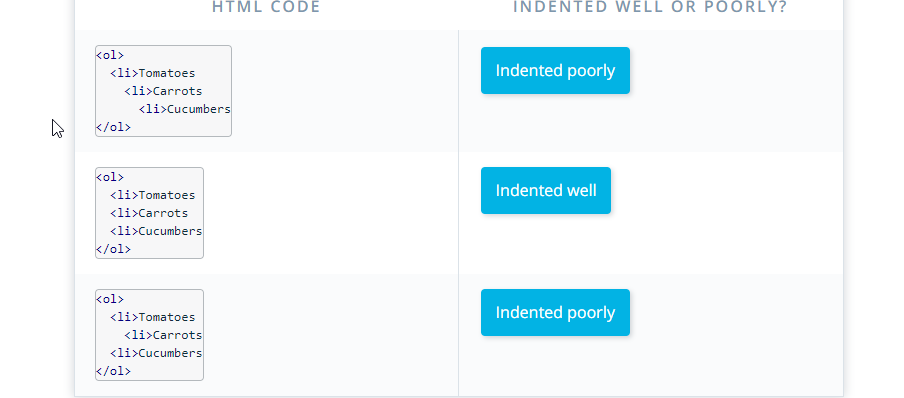 HTML CODE INDENTED WELL OR POORLY?
<ol>
  <li>Tomatoes
    <li>Carrots
      <li>Cucumbers
</ol>
Indented poorly
<ol>
  <li>Tomatoes
  <li>Carrots
  <li>Cucumbers
</ol>
Indented well
<ol>
  <li>Tomatoes
    <li>Carrots
  <li>Cucumbers
</ol>
Indented poorly